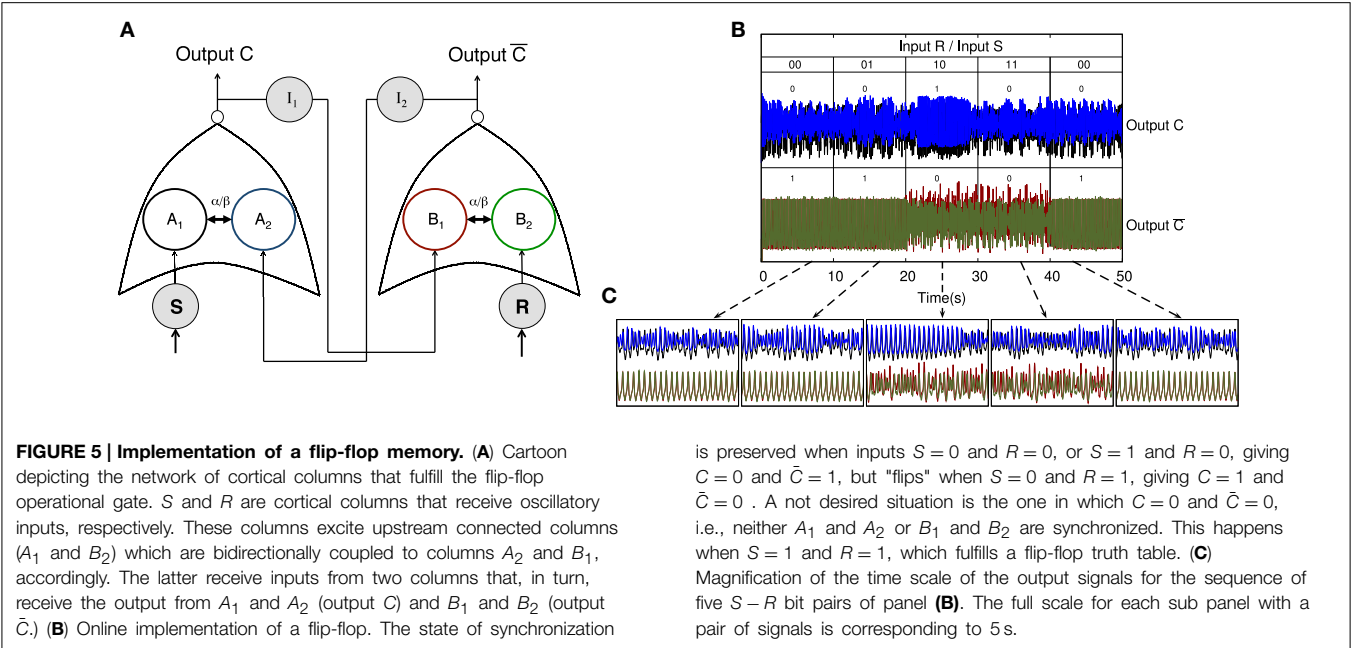 A
Output C
Output C̅
I1
I2
A1
α/β
A2
B1
α/β
B2
S
R
B
Input R / Input S
00 01 10 11 00
0 0 1 0 0
Output C
1 1 0 0 1
Output C̅
0 10 20 30 40 50
Time(s)
C
FIGURE 5 | Implementation of a flip-flop memory. (A) Cartoon
depicting the network of cortical columns that fulfill the flip-flop
operational gate. S and R are cortical columns that receive oscillatory
inputs, respectively. These columns excite upstream connected columns
(A1 and B2) which are bidirectionally coupled to columns A2 and B1,
accordingly. The latter receive inputs from two columns that, in turn,
receive the output from A1 and A2 (output C) and B1 and B2 (output
C̄.) (B) Online implementation of a flip-flop. The state of synchronization
is preserved when inputs S = 0 and R = 0, or S = 1 and R = 0, giving
C = 0 and C̄ = 1, but "flips" when S = 0 and R = 1, giving C = 1 and
C̄ = 0 . A not desired situation is the one in which C = 0 and C̄ = 0,
i.e., neither A1 and A2 or B1 and B2 are synchronized. This happens
when S = 1 and R = 1, which fulfills a flip-flop truth table. (C)
Magnification of the time scale of the output signals for the sequence of
five S − R bit pairs of panel (B). The full scale for each sub panel with a
pair of signals is corresponding to 5 s.